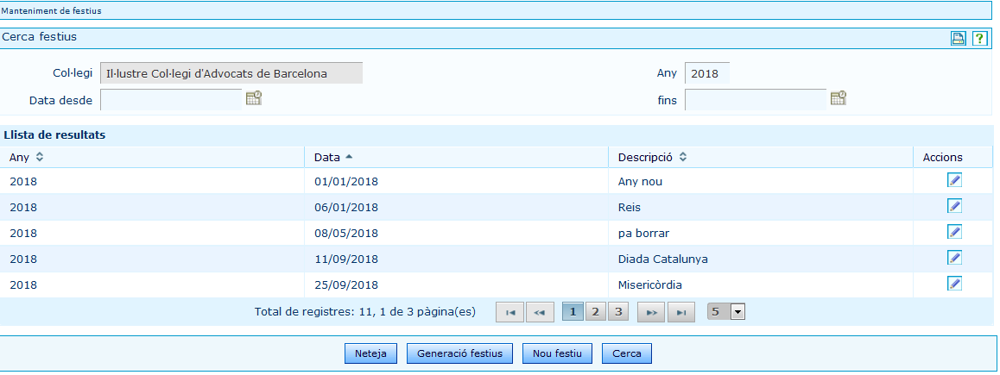 Manteniment de festius
Cerca festius
Col·legi Il·lustre Col·legi d'Advocats de Barcelona Any 2018
Data desde fins
Llista de resultats
Any Data Descripció Accions
2018 01/01/2018 Any nou
2018 06/01/2018 Reis
2018 08/05/2018 pa borrar
2018 11/09/2018 Diada Catalunya
2018 25/09/2018 Misericòrdia
Total de registres: 11, 1 de 3 pàgina(es) 1 2 3 5
Neteja Generació festius Nou festiu Cerca